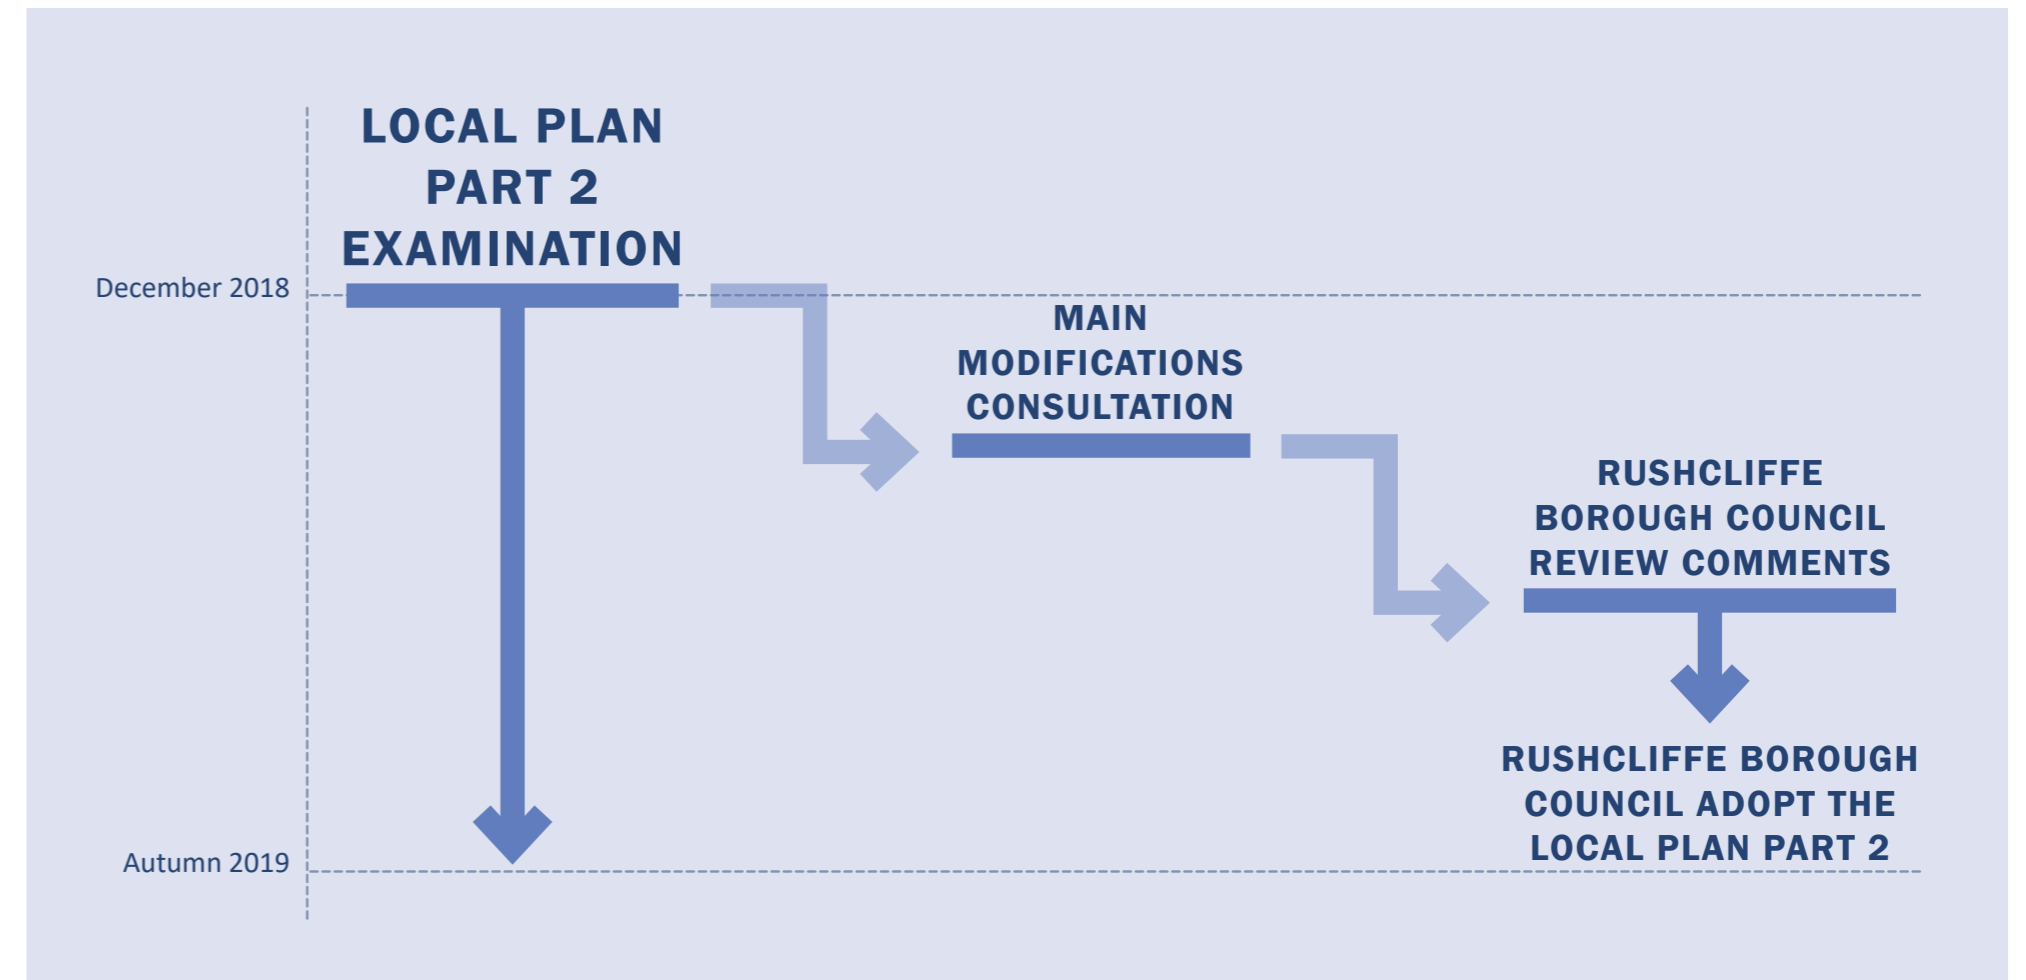 LOCAL PLAN
PART 2
EXAMINATION
December 2018
MAIN
MODIFICATIONS
CONSULTATION
RUSHCLIFFE
BOROUGH COUNCIL
REVIEW COMMENTS
RUSHCLIFFE BOROUGH
COUNCIL ADOPT THE
LOCAL PLAN PART 2
Autumn 2019